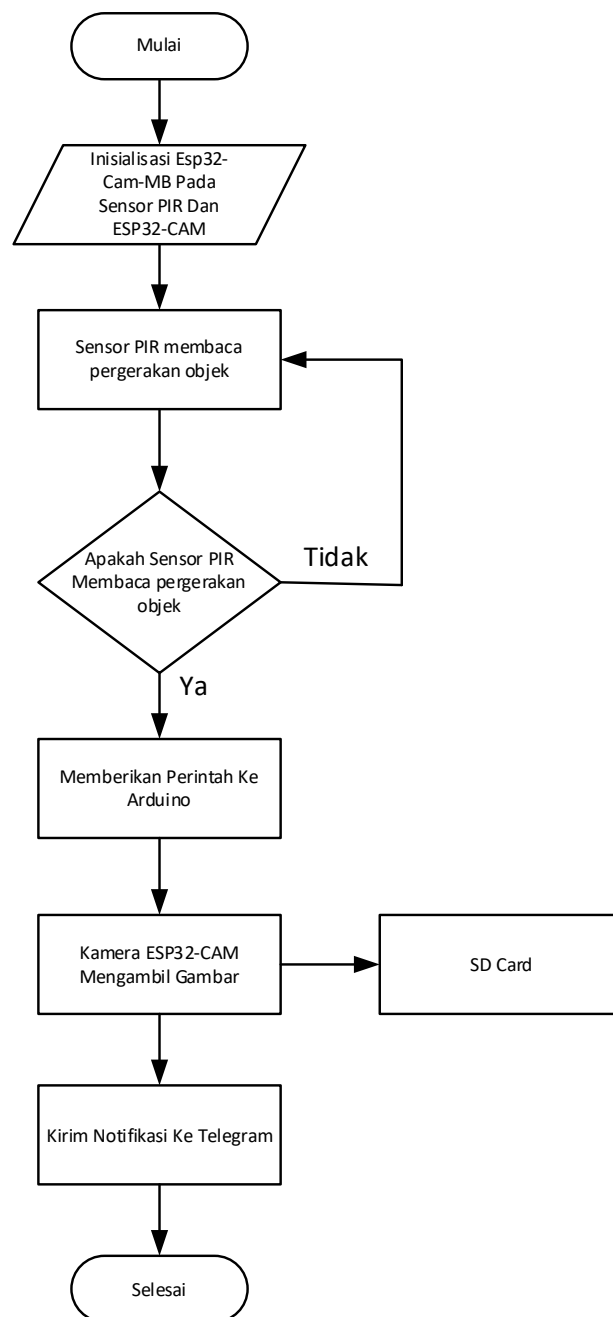 Mulai
Inisialisasi Esp32-
Cam-MB Pada
Sensor PIR Dan
ESP32-CAM
Sensor PIR membaca
pergerakan objek
Apakah Sensor PIR
Membaca pergerakan
objek
Tidak
Ya
Memberikan Perintah Ke
Arduino
Kamera ESP32-CAM
Mengambil Gambar
SD Card
Kirim Notifikasi Ke Telegram
Selesai